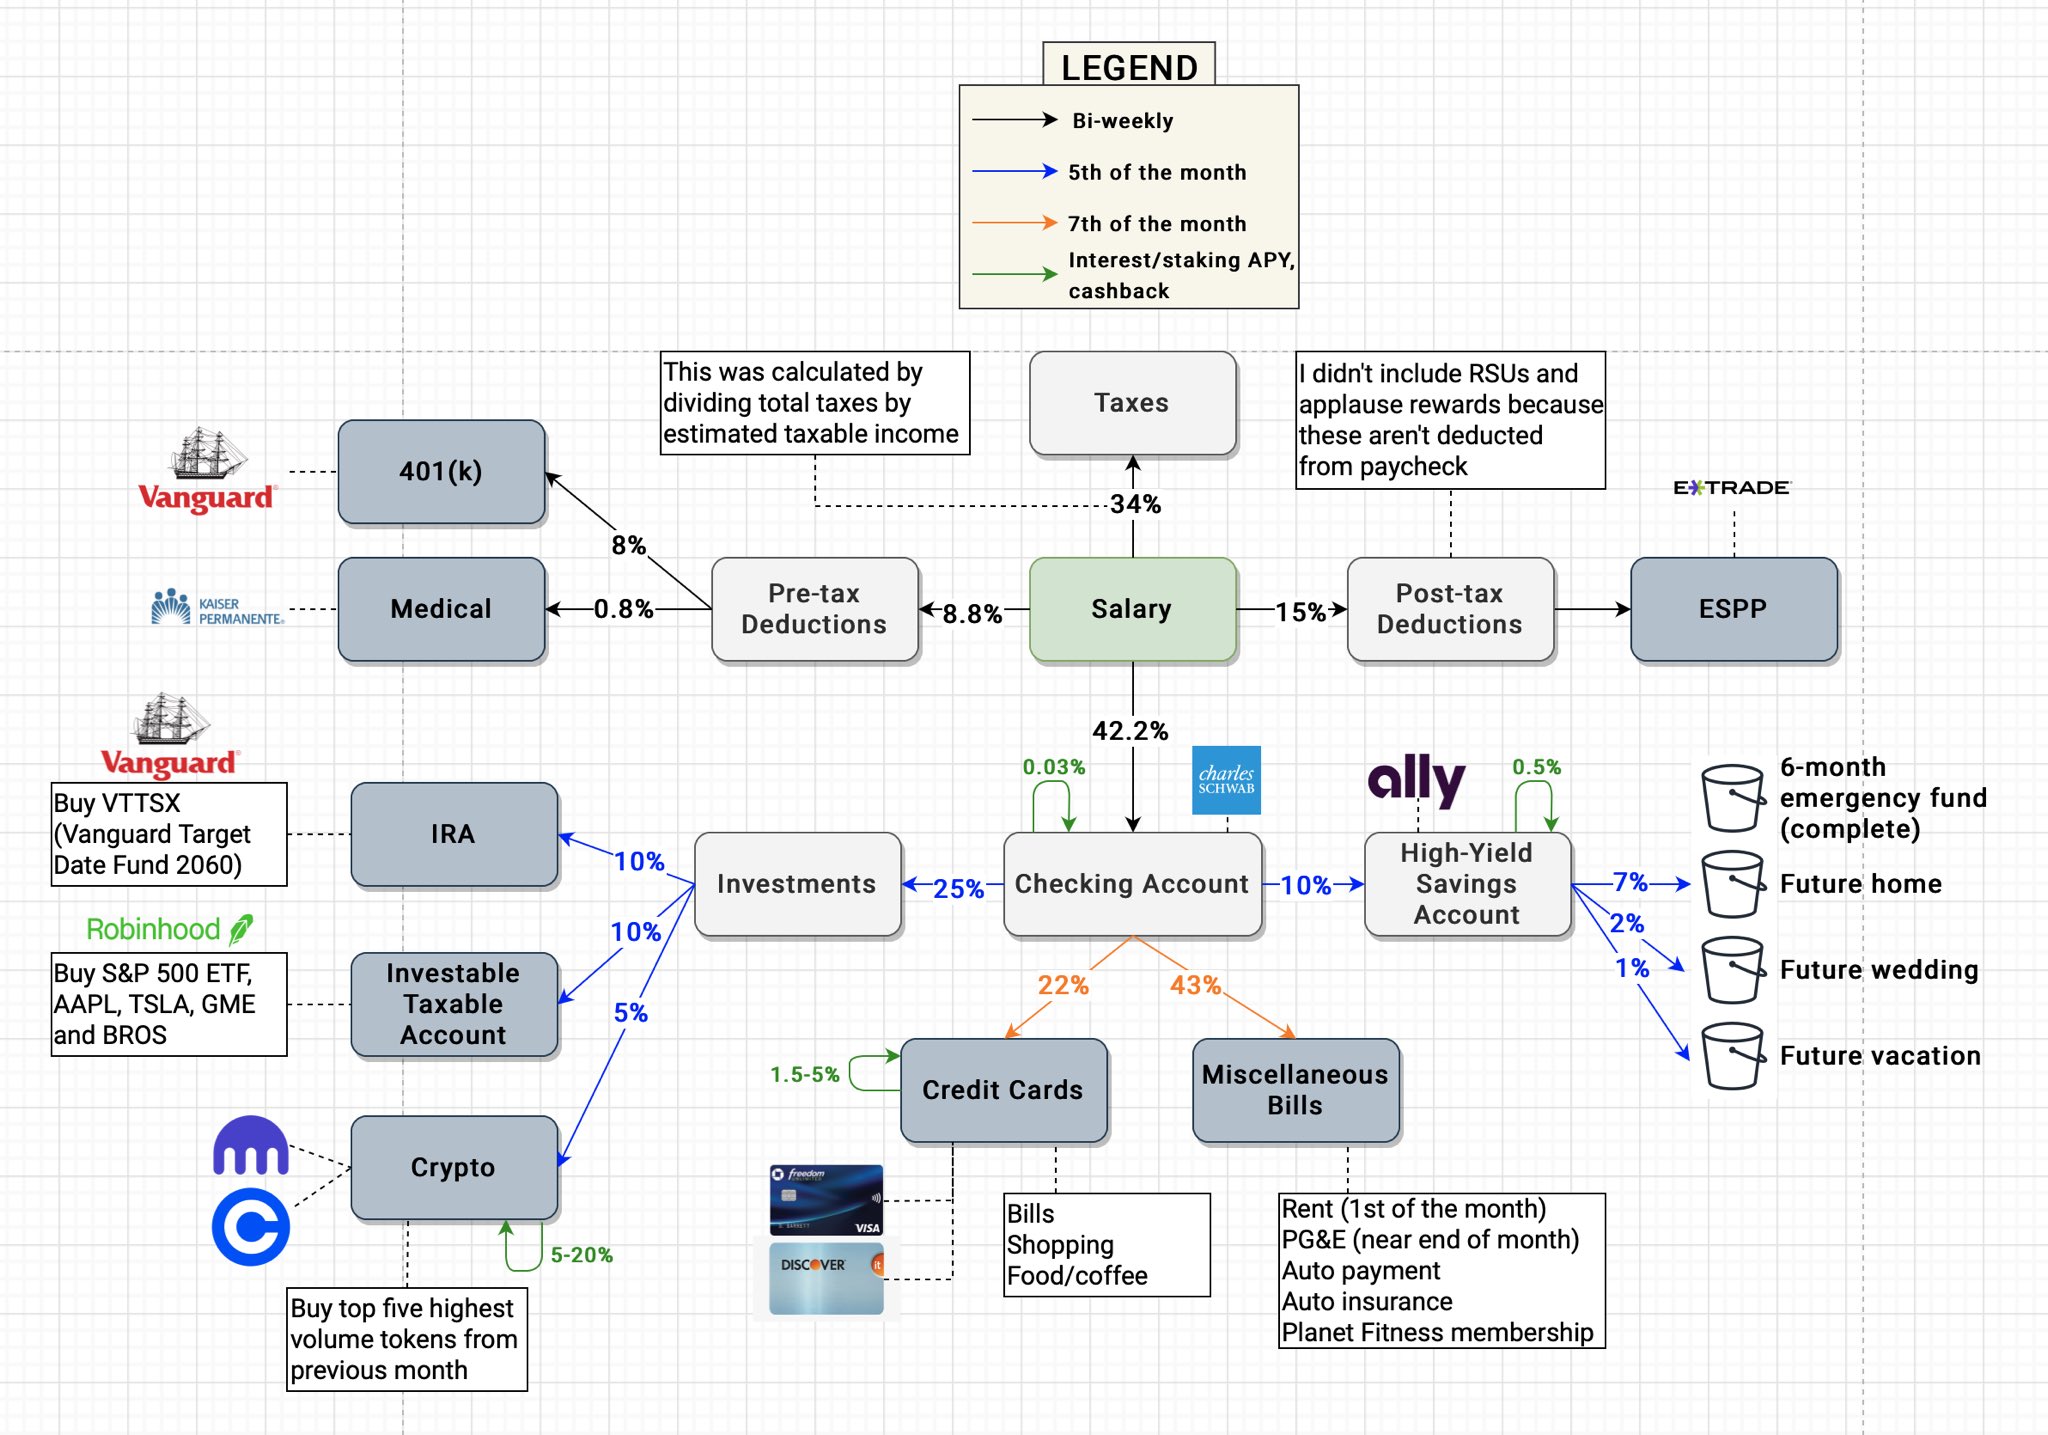 LEGEND
Bi-weekly
5th of the month
7th of the month
Interest/staking APY,
cashback
This was calculated by
dividing total taxes by
estimated taxable income
Taxes
I didn't include RSUs and
applause rewards because
these aren't deducted
from paycheck
34%
E*TRADE
Vanguard
401(k)
8%
KAISER
PERMANENTE
Medical
0.8%
Pre-tax
Deductions
8.8%
Salary
15%
Post-tax
Deductions
ESPP
42.2%
Vanguard
Buy VTTSX
(Vanguard Target
Date Fund 2060)
IRA
10%
Investments
25%
0.03%
charles
SCHWAB
Checking Account
10%
ally
0.5%
High-Yield
Savings
Account
6-month
emergency fund
(complete)
7%
Future home
2%
Future wedding
1%
Future vacation
Robinhood
Buy S&P 500 ETF,
AAPL, TSLA, GME
and BROS
Investable
Taxable
Account
10%
5%
22%
43%
1.5-5%
Credit Cards
Miscellaneous
Bills
Crypto
5-20%
Buy top five highest
volume tokens from
previous month
freedom
UNLIMITED
VISA
DISCOVER
it
Bills
Shopping
Food/coffee
Rent (1st of the month)
PG&E (near end of month)
Auto payment
Auto insurance
Planet Fitness membership